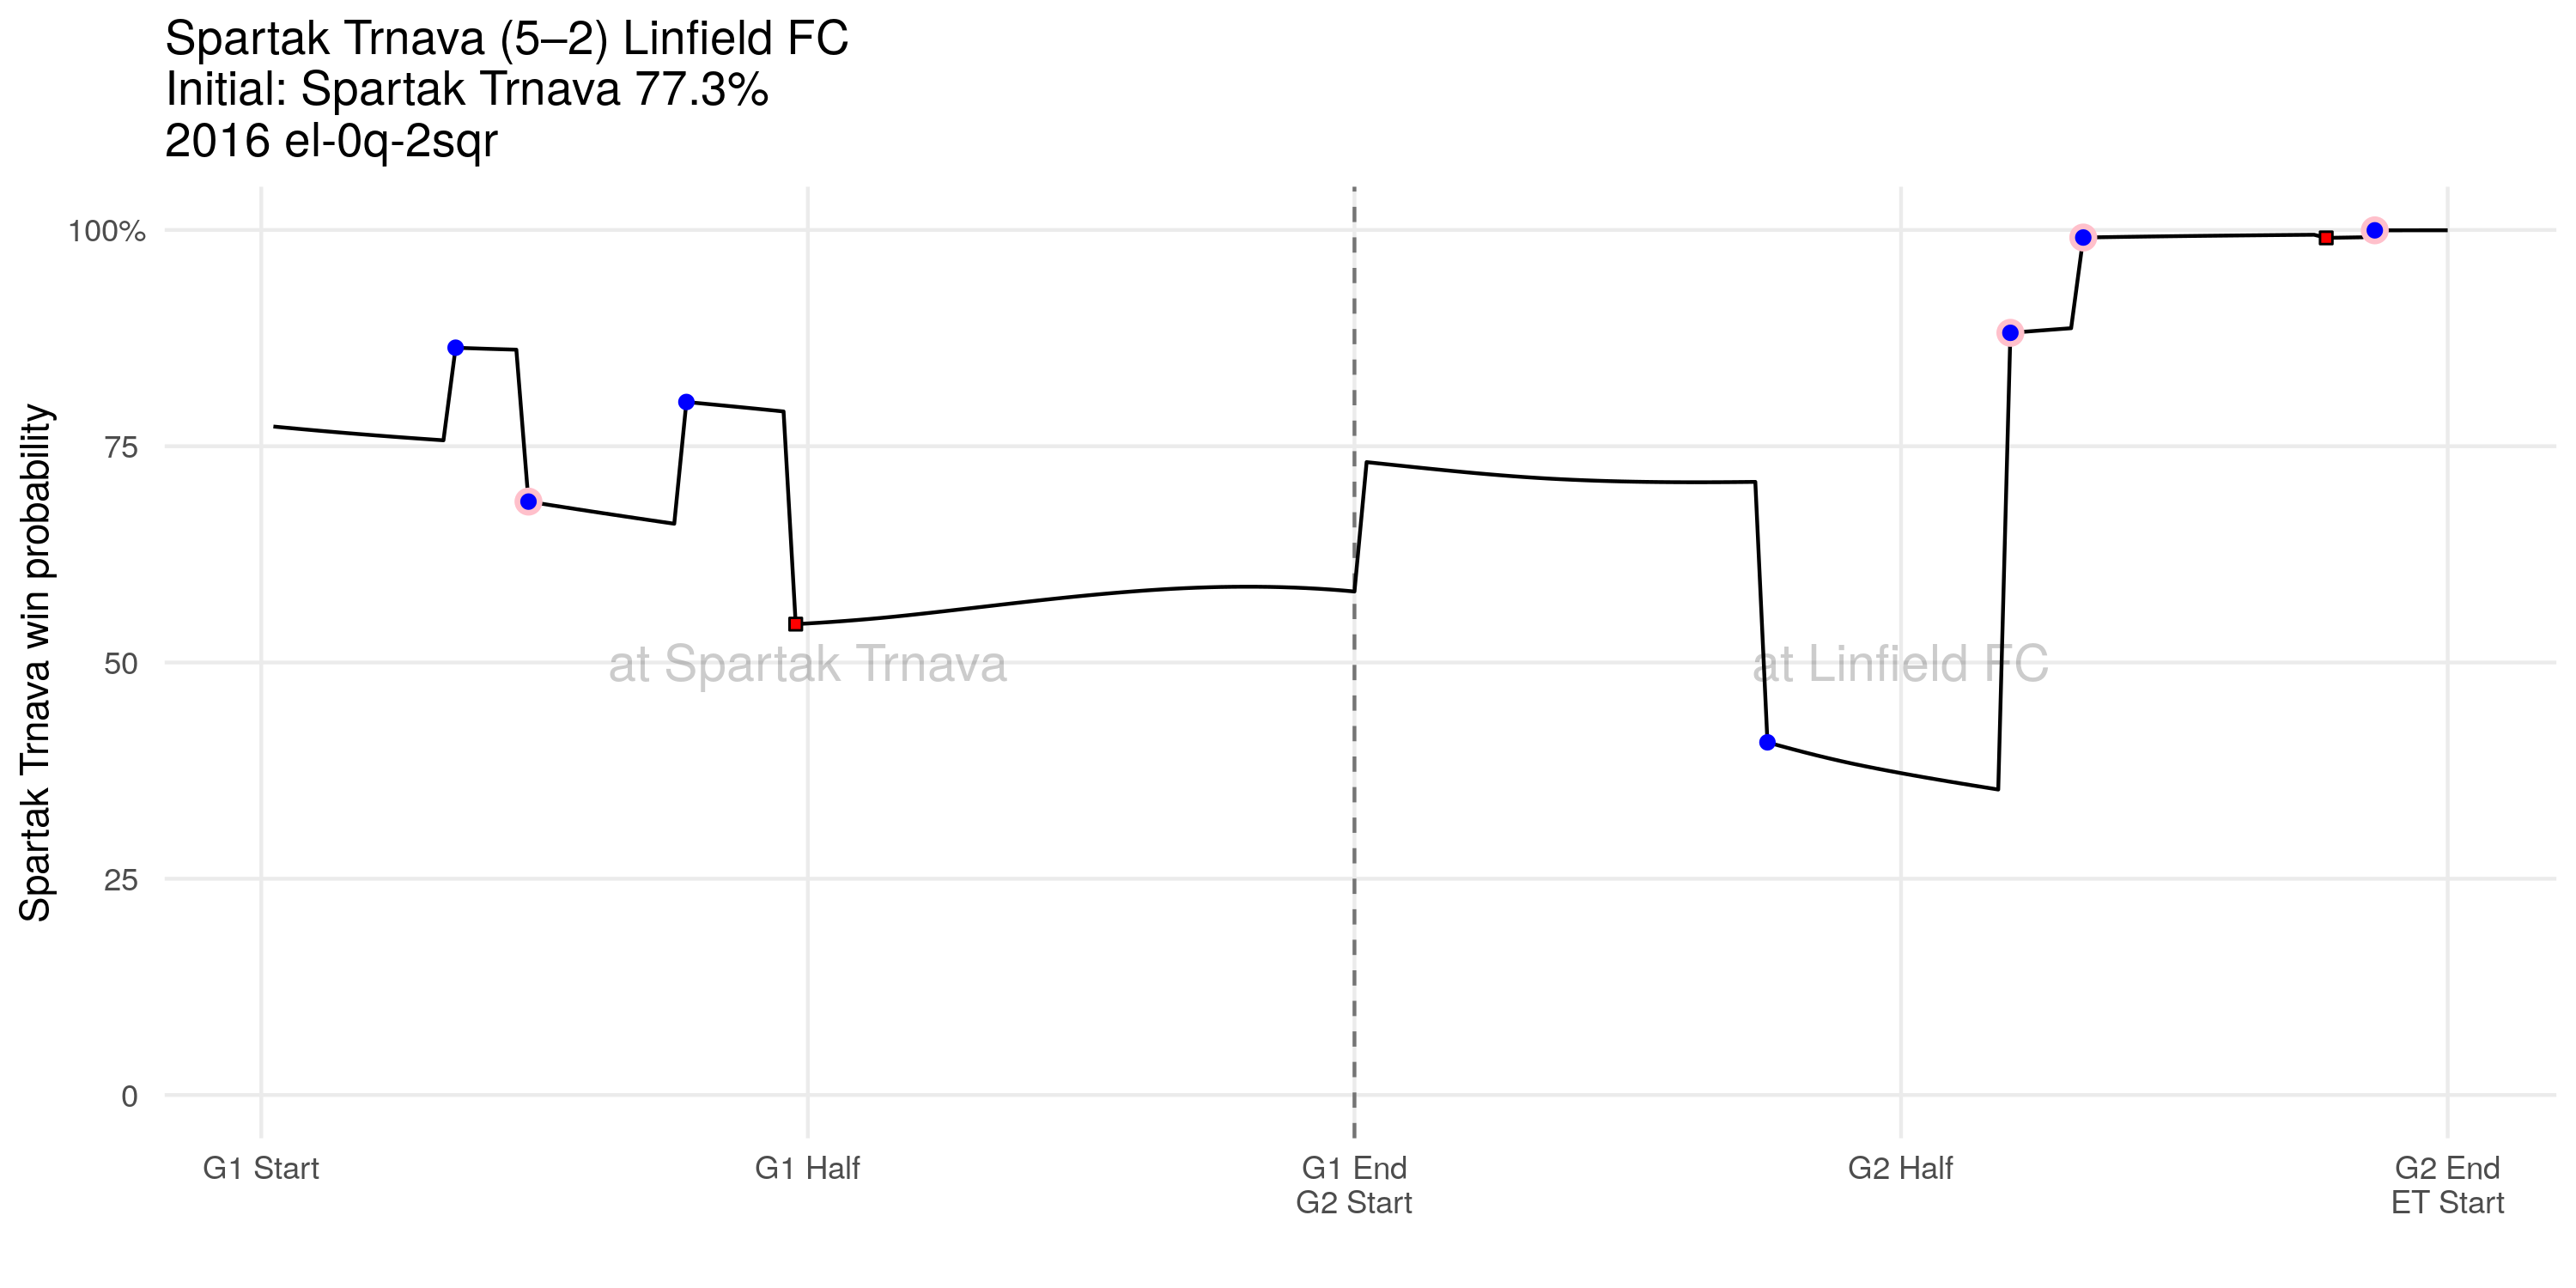 Spartak Trnava (5–2) Linfield FC
Initial: Spartak Trnava 77.3%
2016 el-0q-2sqr
Spartak Trnava win probability
100%
75
50
25
0
at Spartak Trnava
at Linfield FC
G1 Start
G1 Half
G1 End
G2 Start
G2 Half
G2 End
ET Start